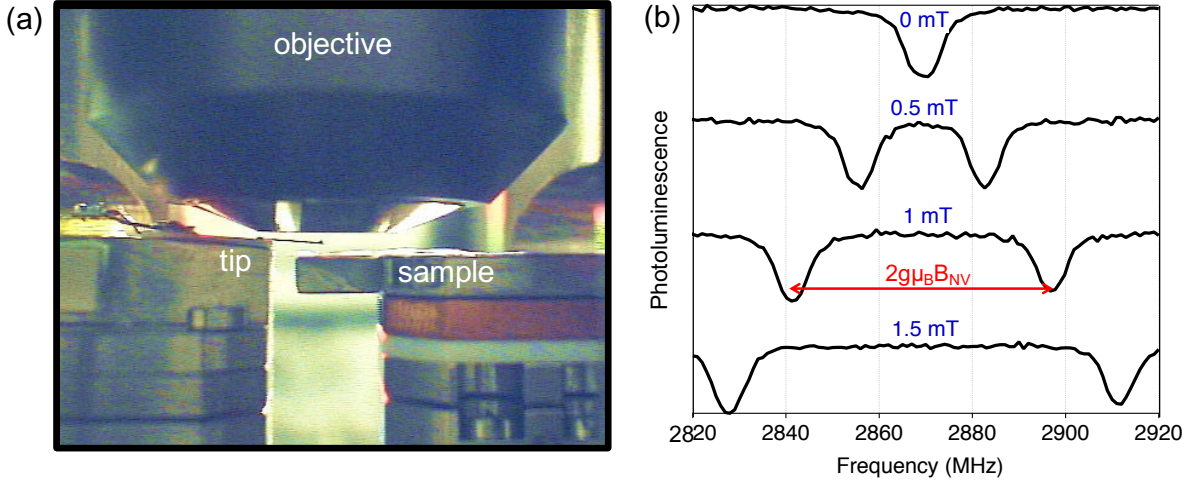 (a)
objective
tip
sample
(b)
Photoluminescence
0 mT
0.5 mT
1 mT
2gμ_BB_NV
1.5 mT
2820 2840 2860 2880 2900 2920
Frequency (MHz)